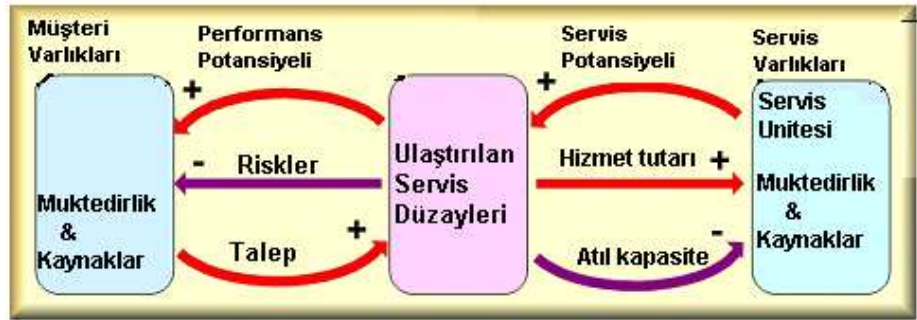 Müşteri
Varlıkları
Performans
Potansiyeli
Servis
Potansiyeli
Servis
Varlıkları
+
-
Riskler
Talep
+
Muktedirlik
&
Kaynaklar
Ulaştırılan
Servis
Düzayleri
+
Hizmet tutarı +
Atıl kapasite
-
Servis
Unitesi
Muktedirlik
&
Kaynaklar